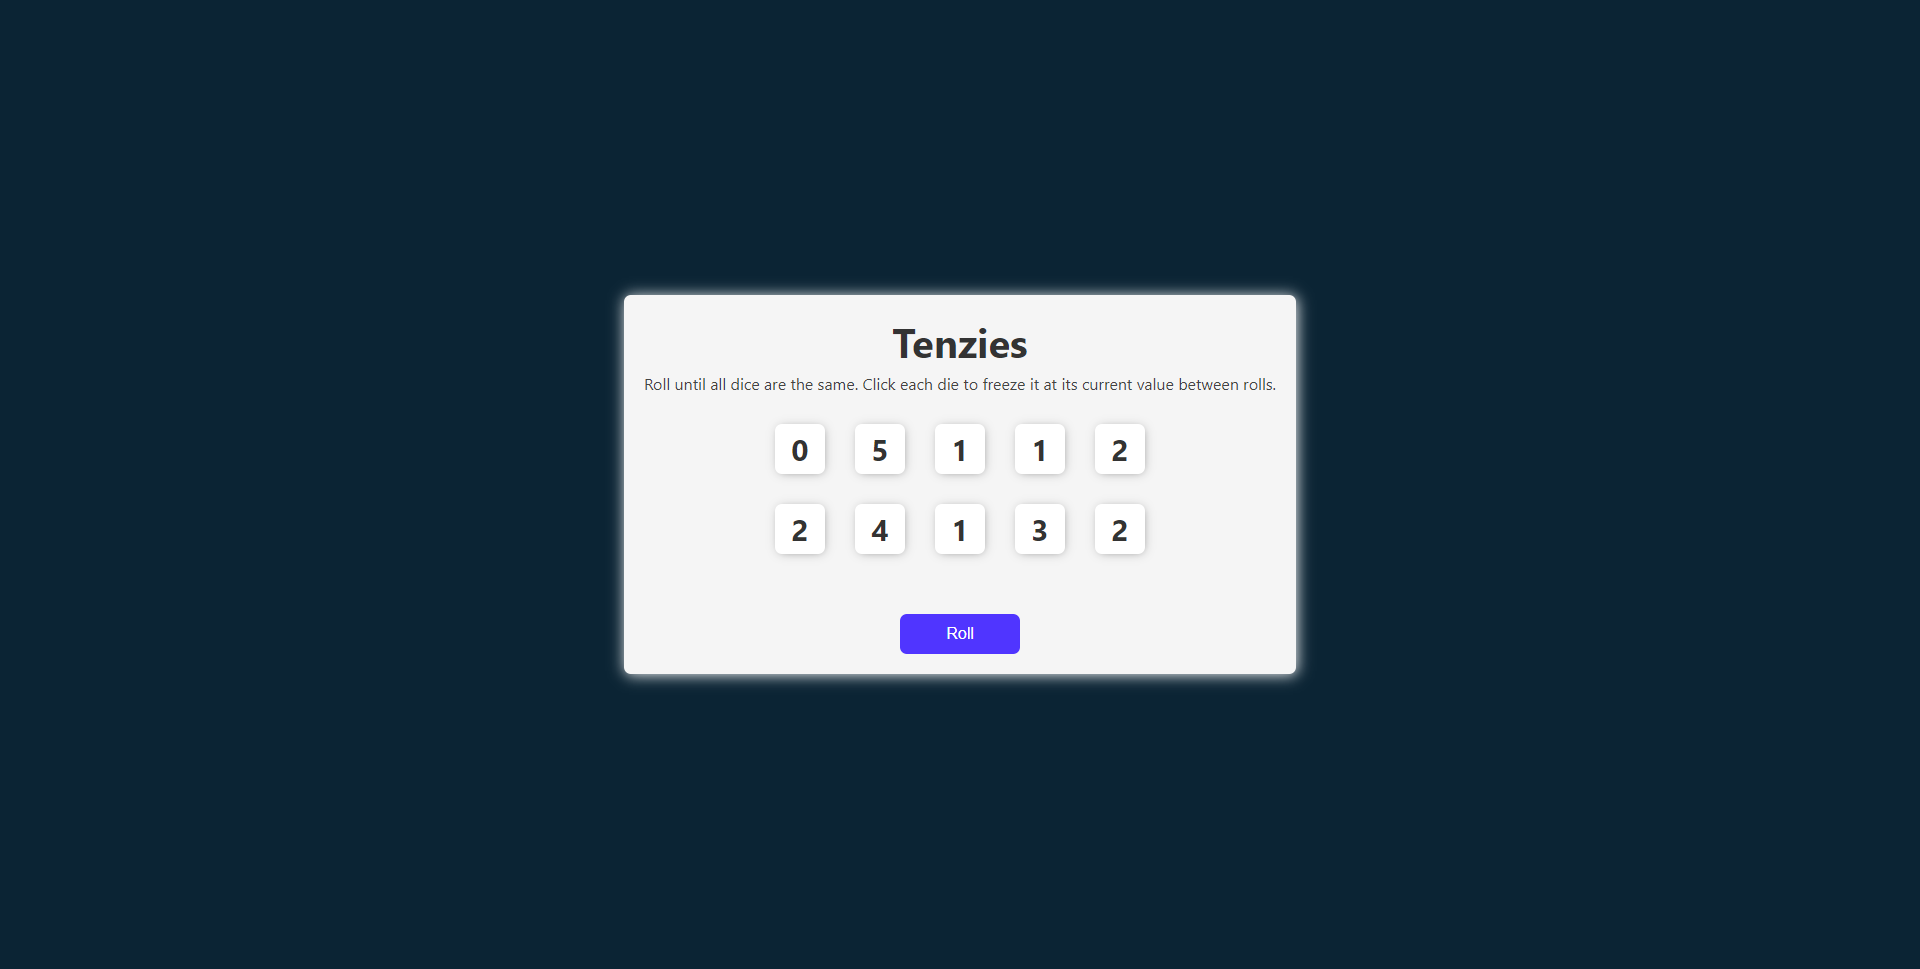 Tenzies
Roll until all dice are the same. Click each die to freeze it at its current value between rolls.
0 5 1 1 2
2 4 1 3 2
Roll